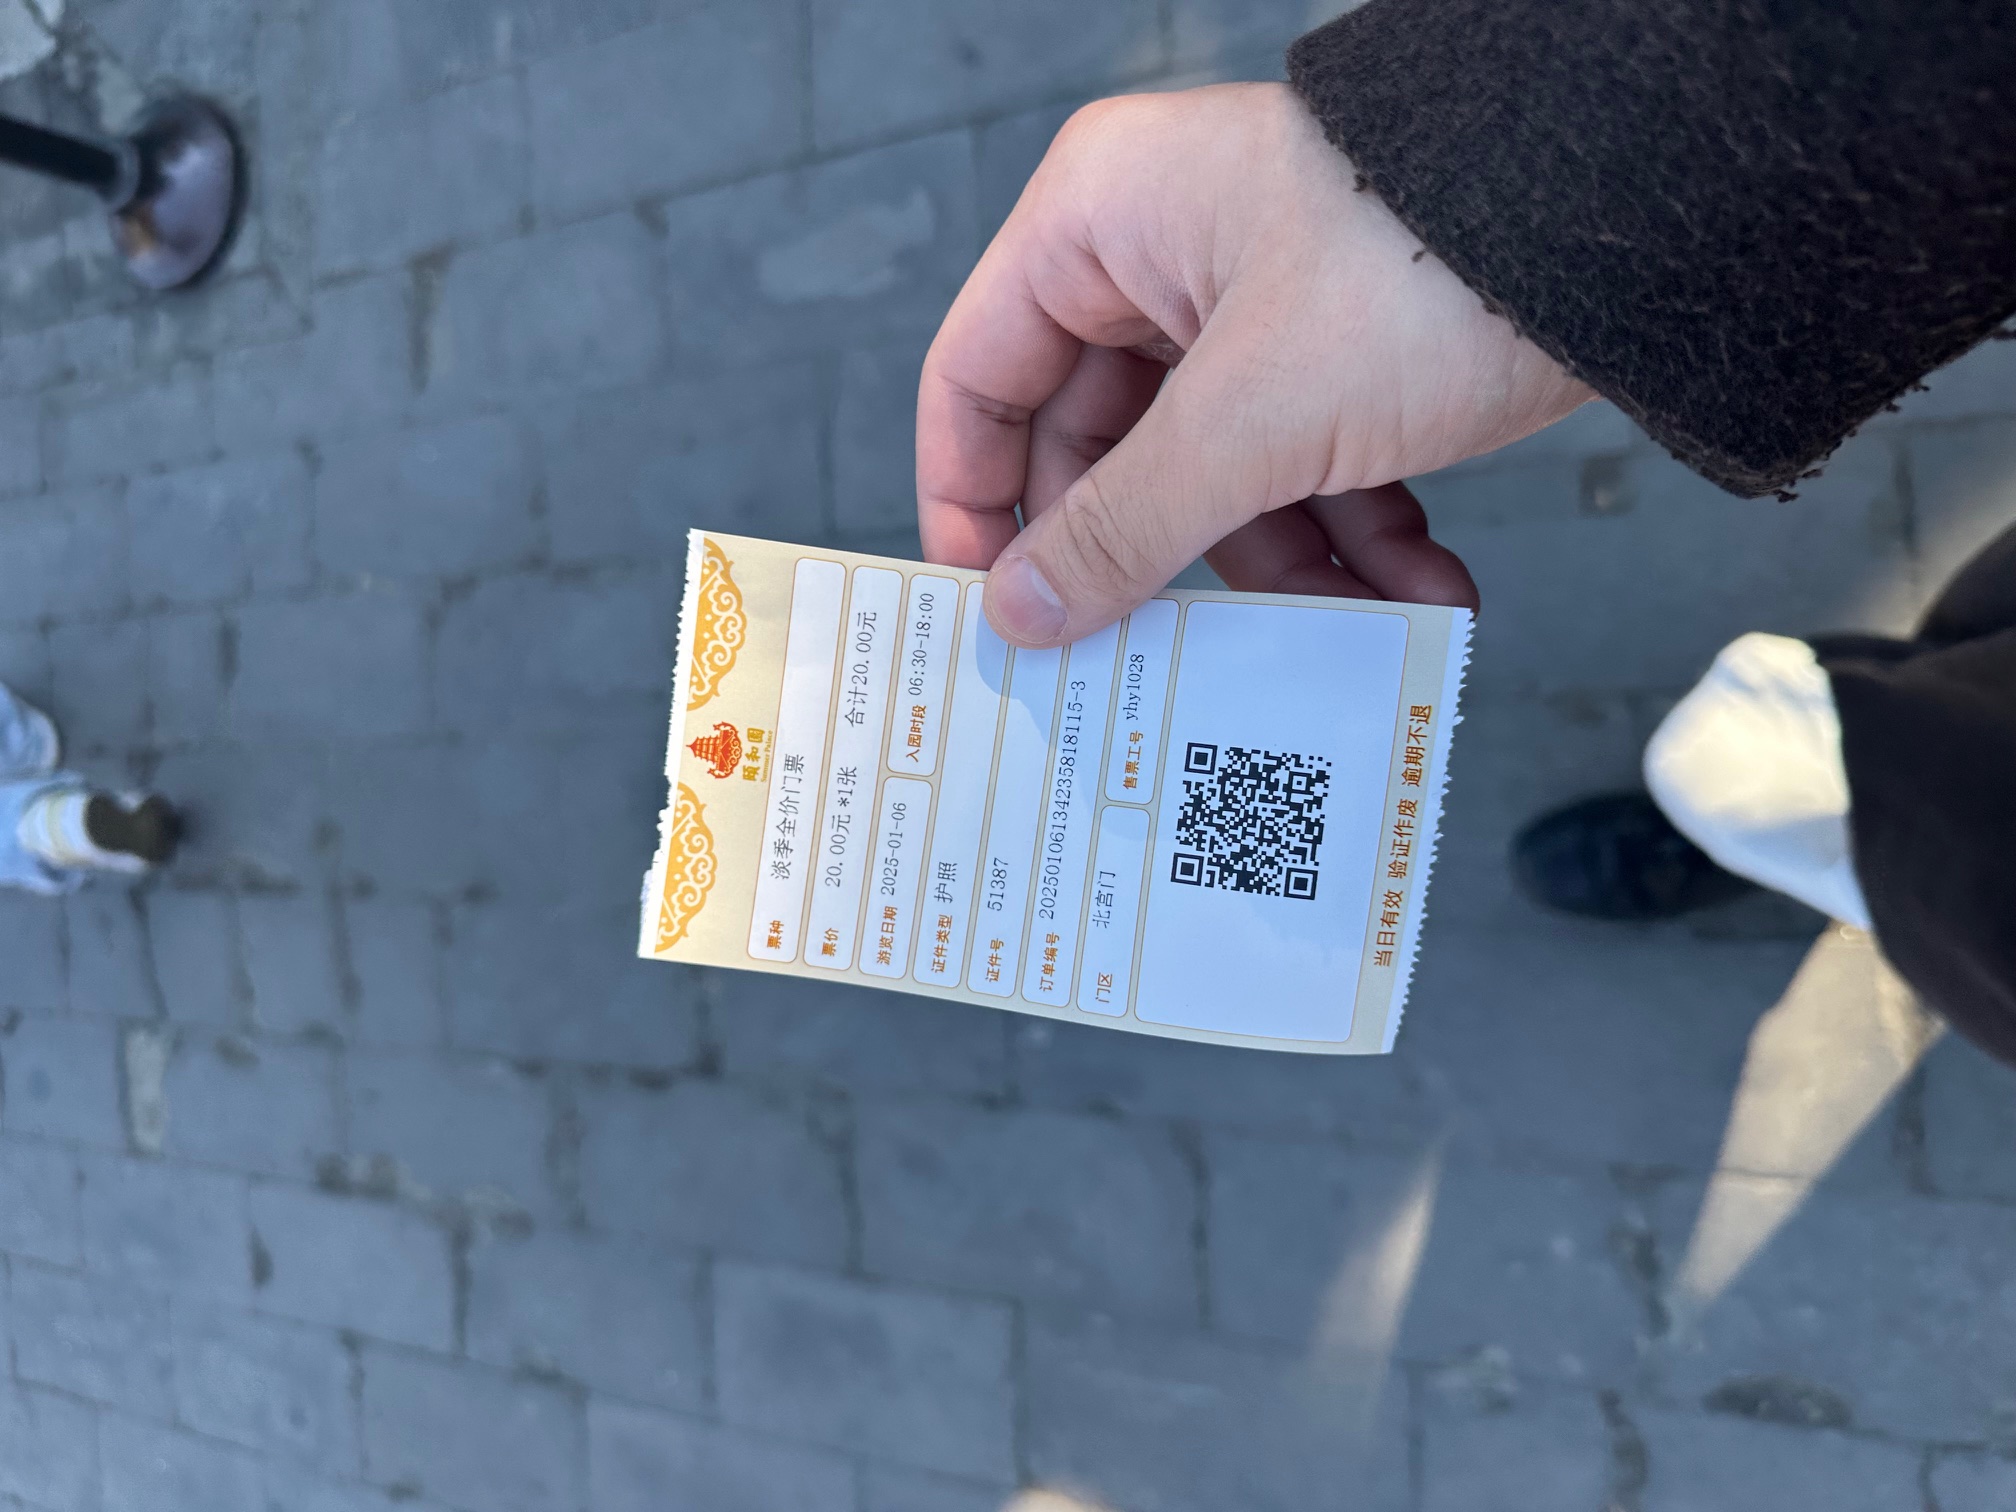 颐和园
Summer Palace
票种 淡季全价门票
票价 20.00元 *1张 合计20.00元
游览日期 2025-01-06 入园时段 06:30-18:00
证件类型 护照
证件号 51387
订单编号 20250106134235818115-3
门区 北宫门 售票工号 yhy1028
当日有效 验证作废 逾期不退